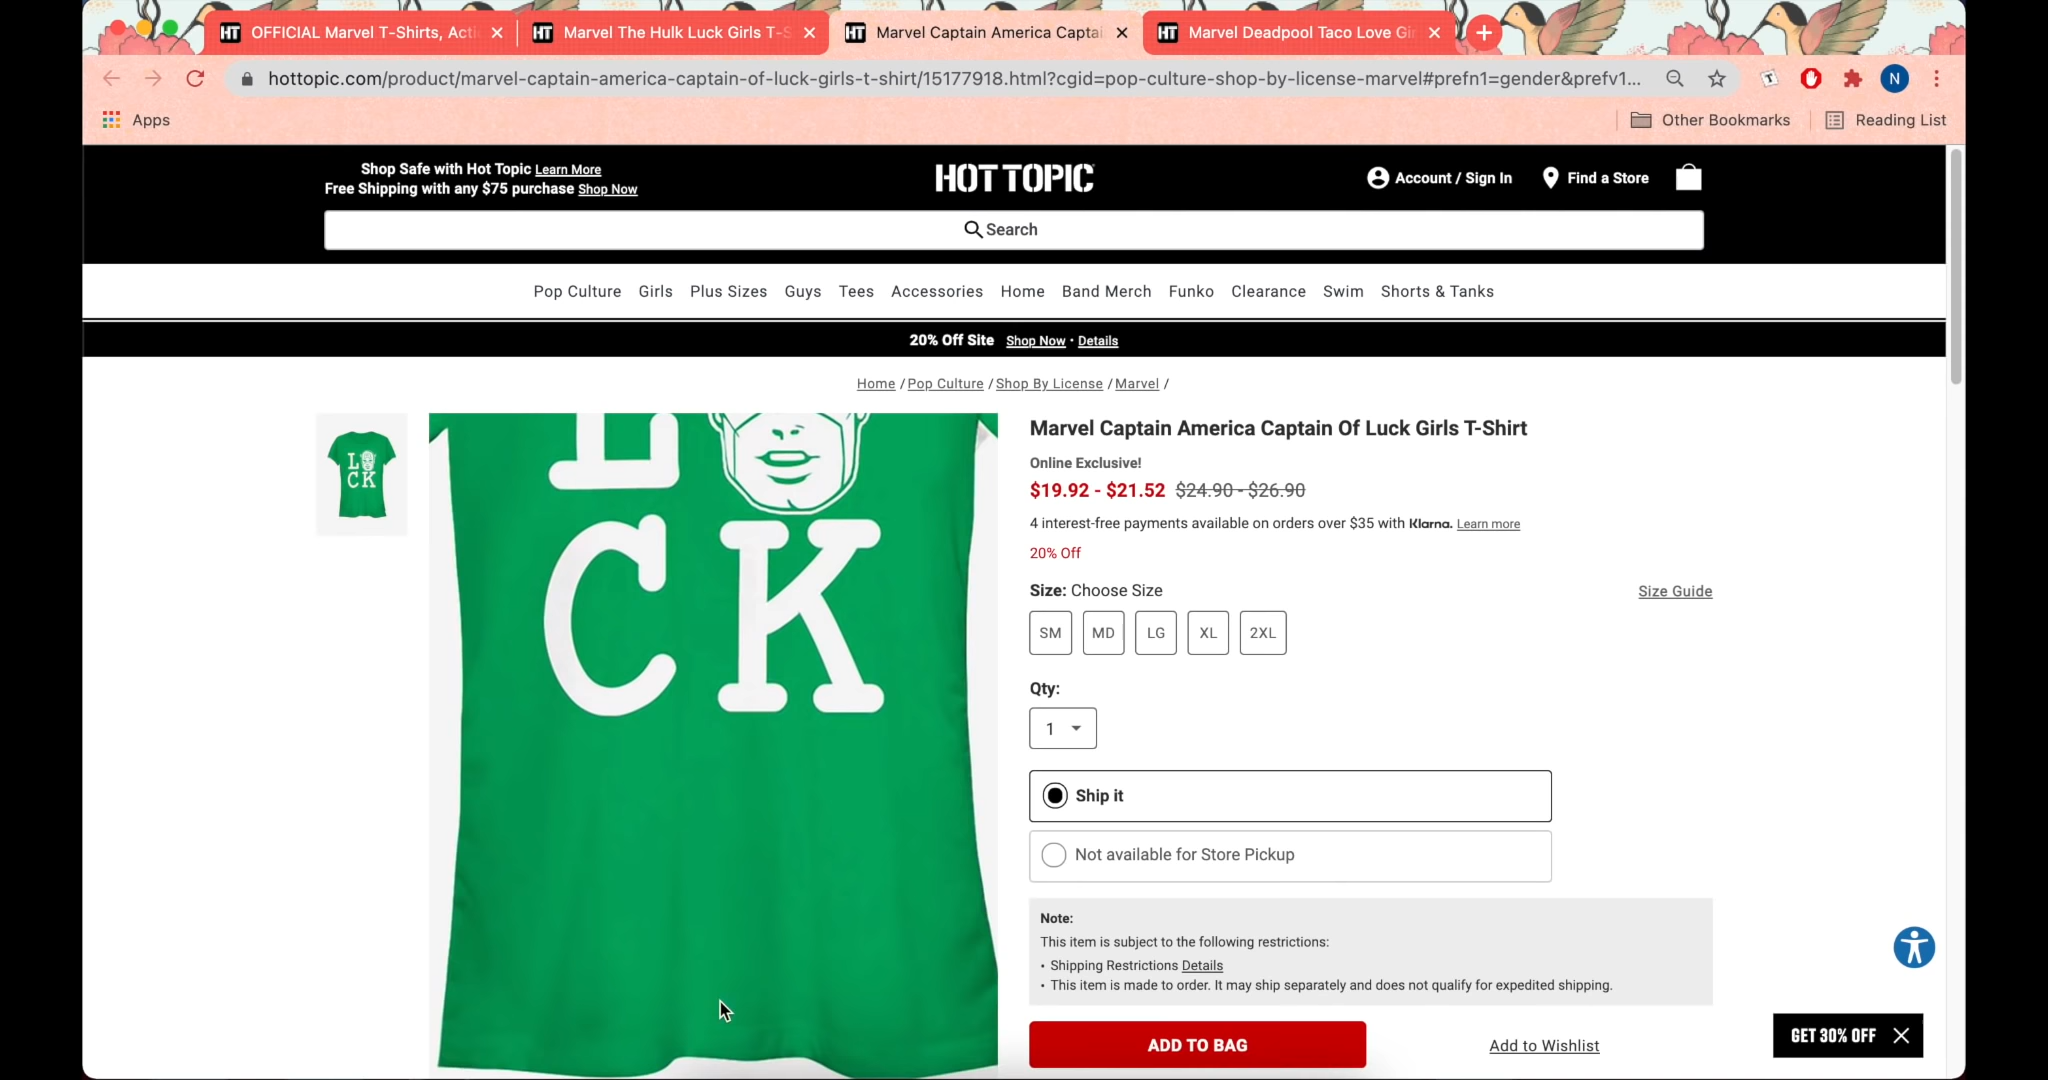 OFFICIAL Marvel T-Shirts, Acti
Marvel The Hulk Luck Girls T-S
Marvel Captain America Captai
Marvel Deadpool Taco Love Gi
hottopic.com/product/marvel-captain-america-captain-of-luck-girls-t-shirt/15177918.html?cgid=pop-culture-shop-by-license-marvel#prefn1=gender&prefv1...
N
Apps
Other Bookmarks
Reading List
Shop Safe with Hot Topic Learn More
Free Shipping with any $75 purchase Shop Now
HOT TOPIC
Account / Sign In
Find a Store
Search
Pop Culture Girls Plus Sizes Guys Tees Accessories Home Band Merch Funko Clearance Swim Shorts & Tanks
20% Off Site Shop Now · Details
Home / Pop Culture / Shop By License / Marvel /
L
CK
L
CK
Marvel Captain America Captain Of Luck Girls T-Shirt
Online Exclusive!
$19.92 - $21.52 $24.90 - $26.90
4 interest-free payments available on orders over $35 with Klarna. Learn more
20% Off
Size: Choose Size
Size Guide
SM MD LG XL 2XL
Qty:
1
Ship it
Not available for Store Pickup
Note:
This item is subject to the following restrictions:
• Shipping Restrictions Details
• This item is made to order. It may ship separately and does not qualify for expedited shipping.
ADD TO BAG
Add to Wishlist
GET 30% OFF